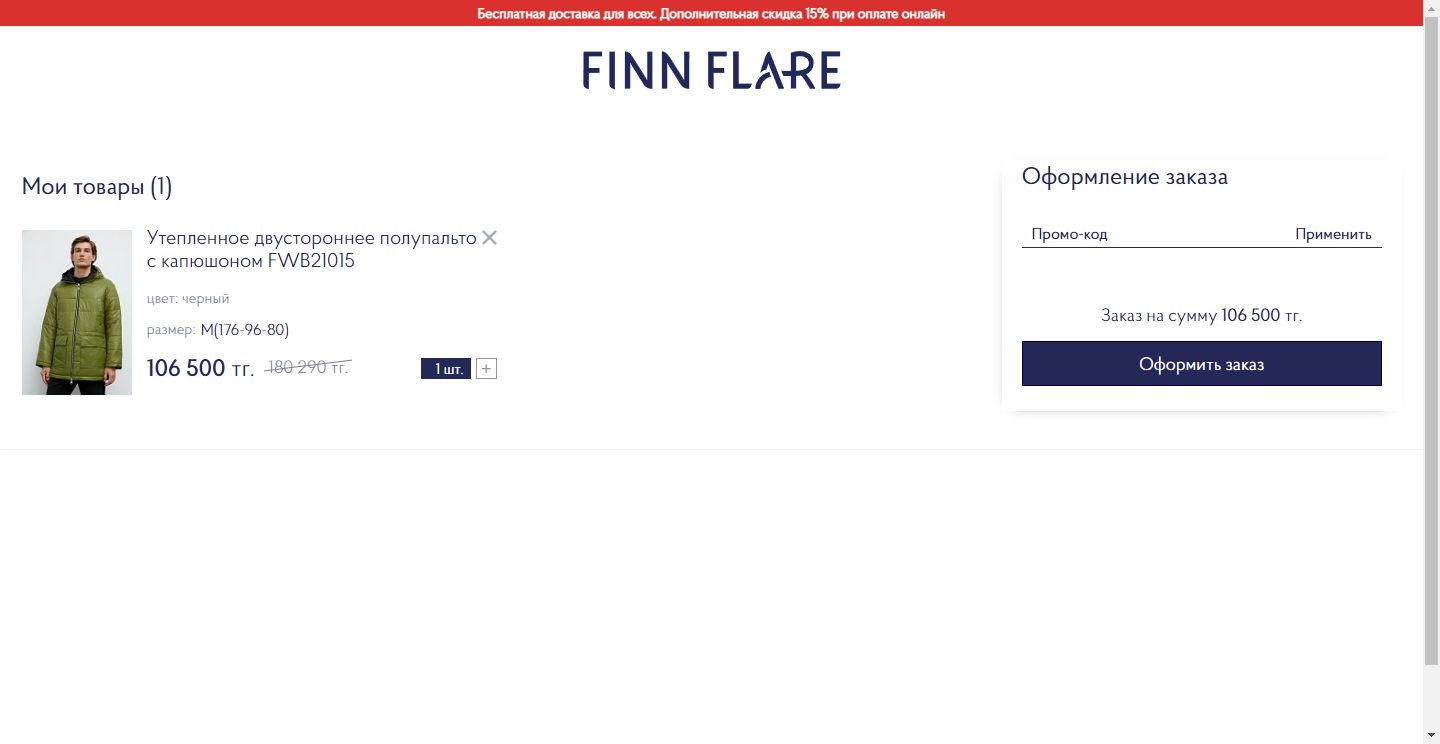 Бесплатная доставка для всех. Дополнительная скидка 15% при оплате онлайн
FINN FLARE
Мои товары (1)
Утепленное двустороннее полупальто
с капюшоном FWB21015
цвет: черный
размер: M(176-96-80)
106 500 тг. 180 290 тг.
1 шт. +
Оформление заказа
Промо-код Применить
Заказ на сумму 106 500 тг.
Оформить заказ